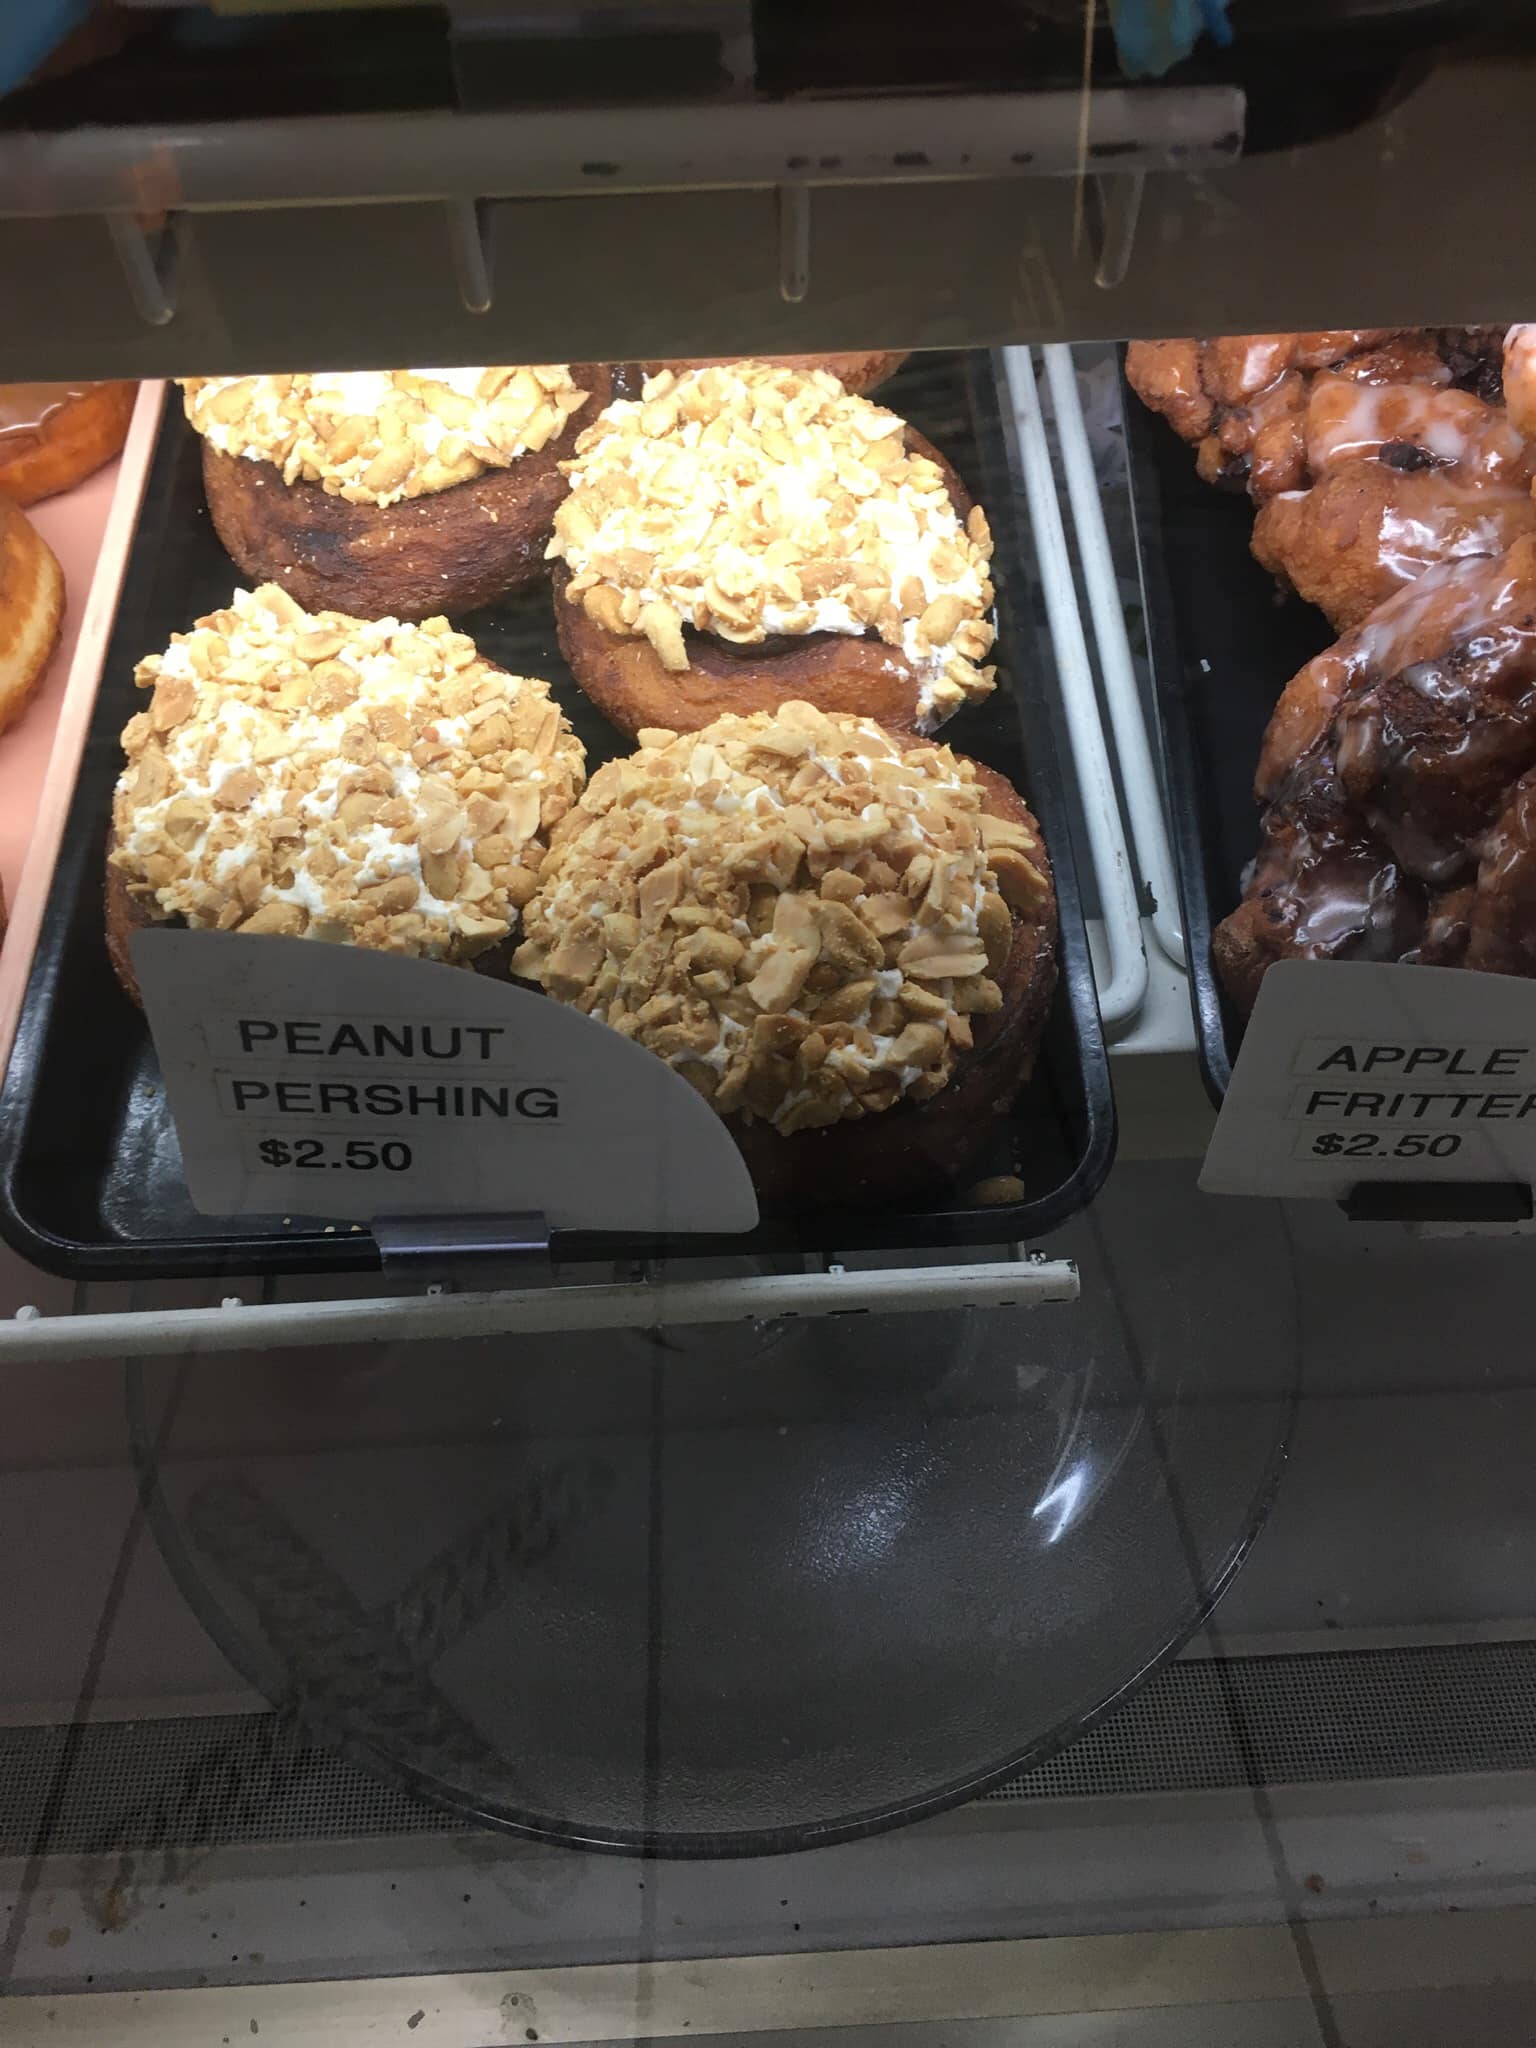 PEANUT
PERSHING
$2.50
APPLE
FRITTER
$2.50